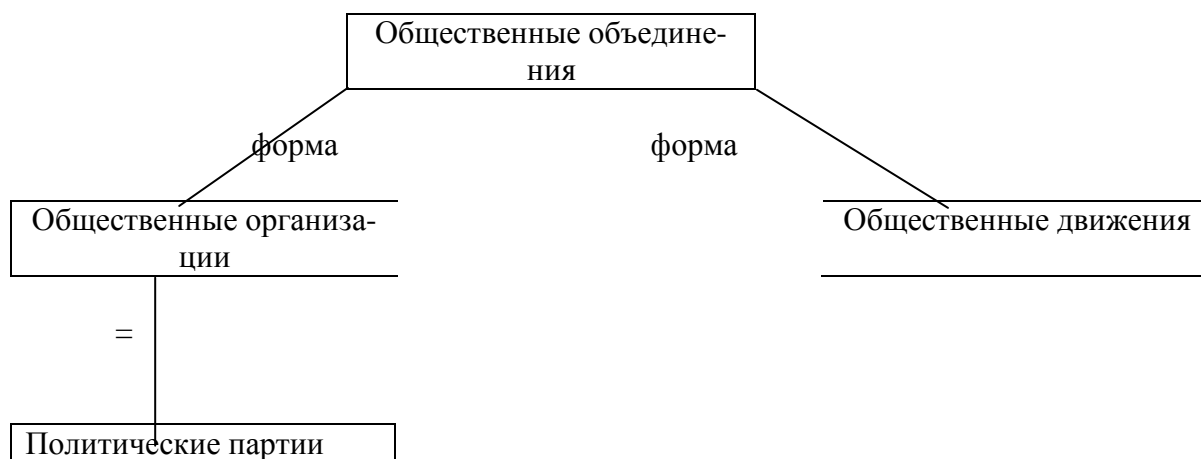 Общественные объедине-
ния
форма
форма
Общественные организа-
ции
Общественные движения
=
Политические партии